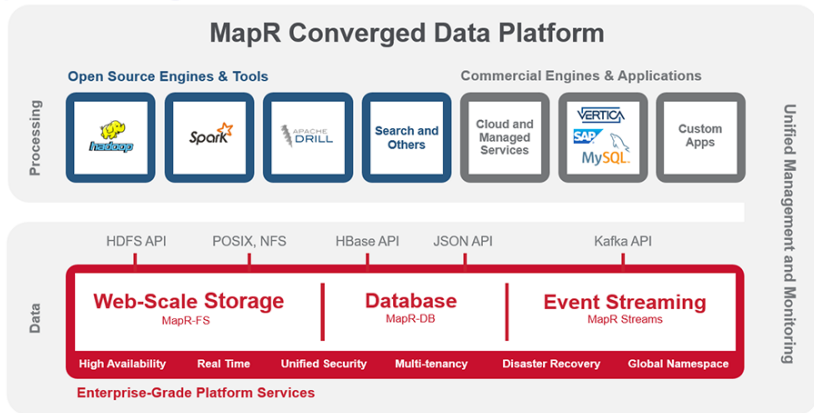 MapR Converged Data Platform
Open Source Engines & Tools
Commercial Engines & Applications
Processing
hadoop
Spark
APACHE
DRILL
Search and
Others
Cloud and
Managed
Services
VERTICA
SAP
MySQL
Custom
Apps
Unified Management and Monitoring
Data
HDFS API
POSIX, NFS
HBase API
JSON API
Kafka API
Web-Scale Storage
MapR-FS
Database
MapR-DB
Event Streaming
MapR Streams
High Availability
Real Time
Unified Security
Multi-tenancy
Disaster Recovery
Global Namespace
Enterprise-Grade Platform Services